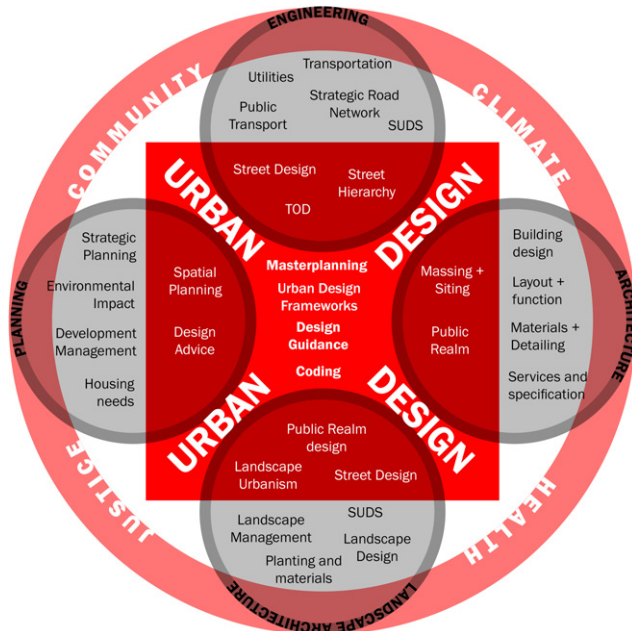 ENGINEERING
COMMUNITY
CLIMATE
Transportation
Utilities
Strategic Road
Network
Public
Transport
SUDS
URBAN
DESIGN
Street Design
Street
Hierarchy
TOD
PLANNING
Strategic
Planning
Environmental
Impact
Development
Management
Housing
needs
Spatial
Planning
Design
Advice
Masterplanning
Urban Design
Frameworks
Design
Guidance
Coding
Massing +
Siting
Public
Realm
Building
design
Layout +
function
Materials +
Detailing
Services and
specification
ARCHITECTURE
URBAN
DESIGN
Public Realm
design
Landscape
Urbanism
Street Design
SUDS
Landscape
Management
Landscape
Design
Planting and
materials
JUSTICE
HEALTH
LANDSCAPE ARCHITECTURE